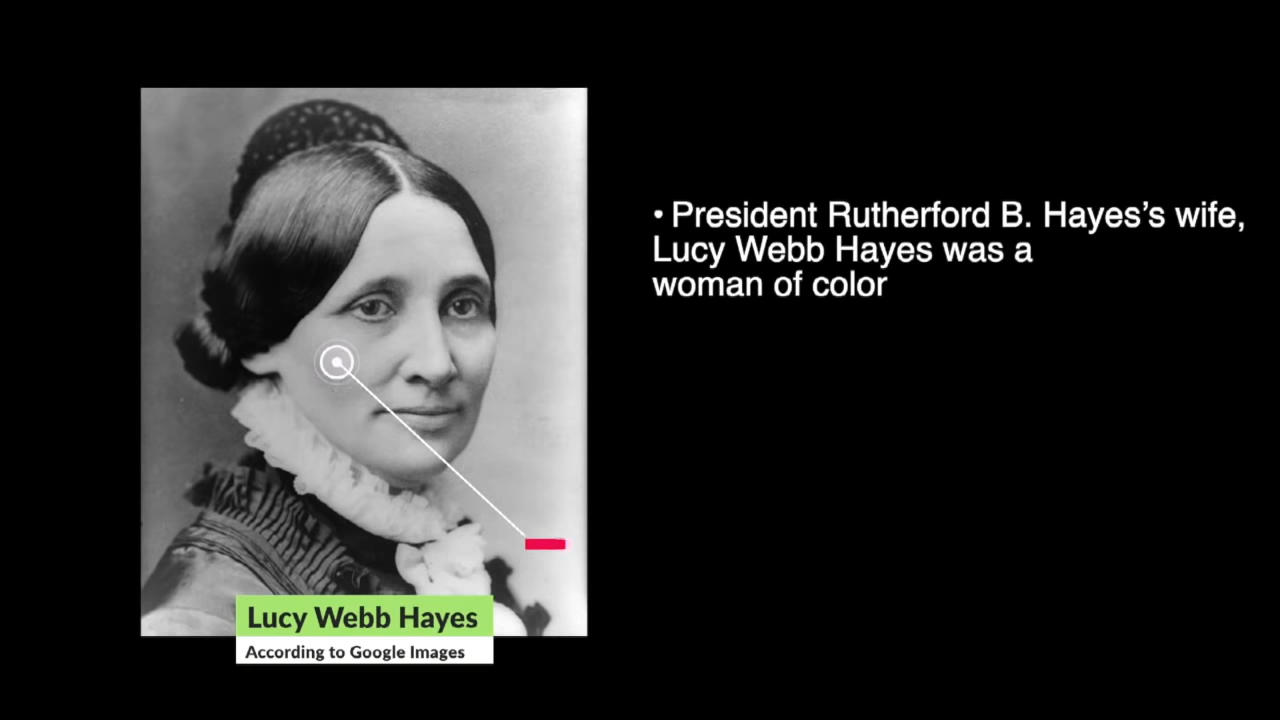 • President Rutherford B. Hayes’s wife,
Lucy Webb Hayes was a
woman of color
Lucy Webb Hayes
According to Google Images